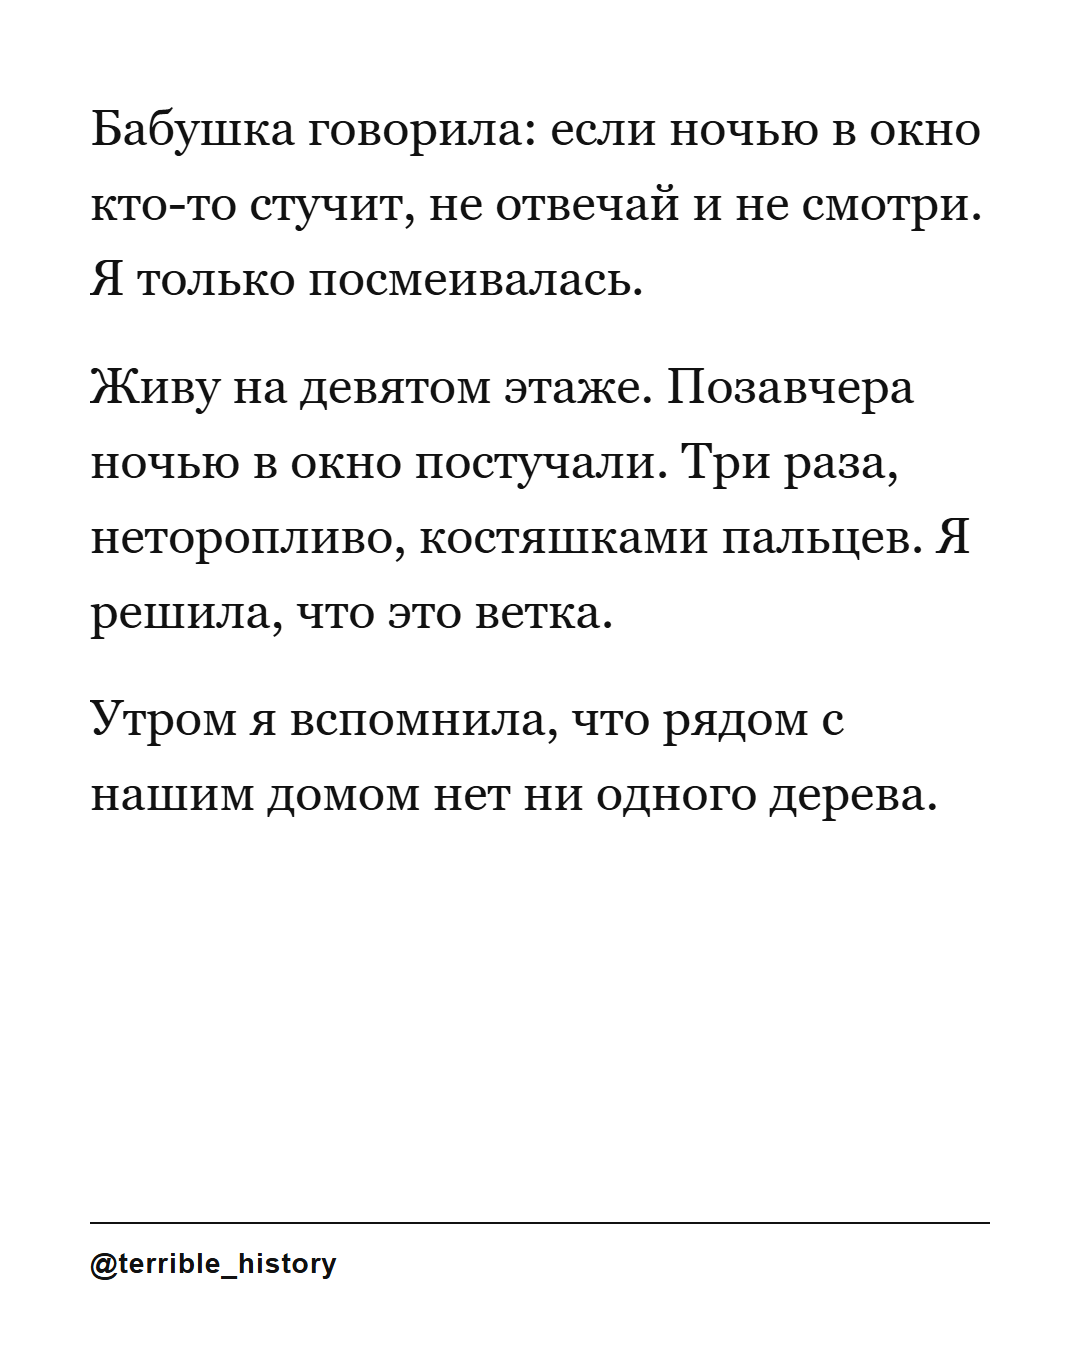 Бабушка говорила: если ночью в окно
кто-то стучит, не отвечай и не смотри.
Я только посмеивалась.
Живу на девятом этаже. Позавчера
ночью в окно постучали. Три раза,
неторопливо, костяшками пальцев. Я
решила, что это ветка.
Утром я вспомнила, что рядом с
нашим домом нет ни одного дерева.
@terrible_history